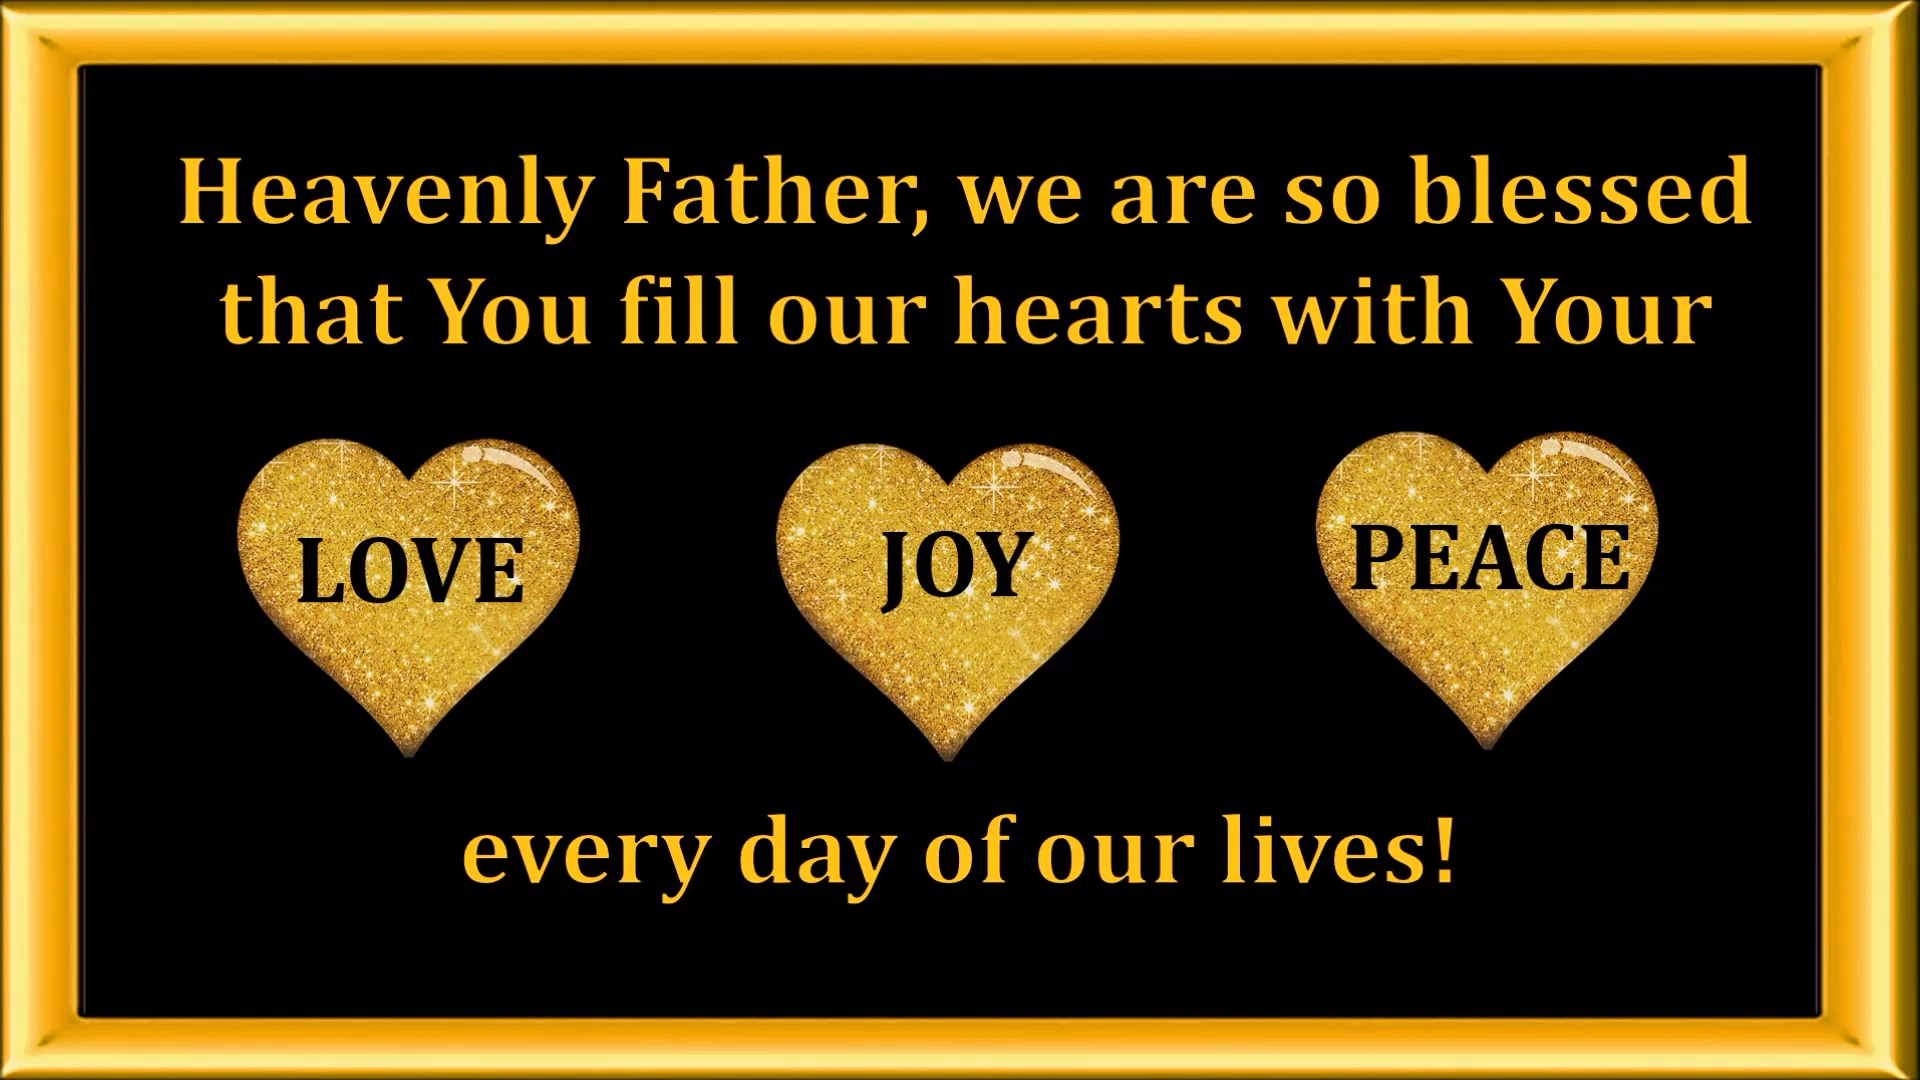 Heavenly Father, we are so blessed
that You fill our hearts with Your
LOVE JOY PEACE
every day of our lives!